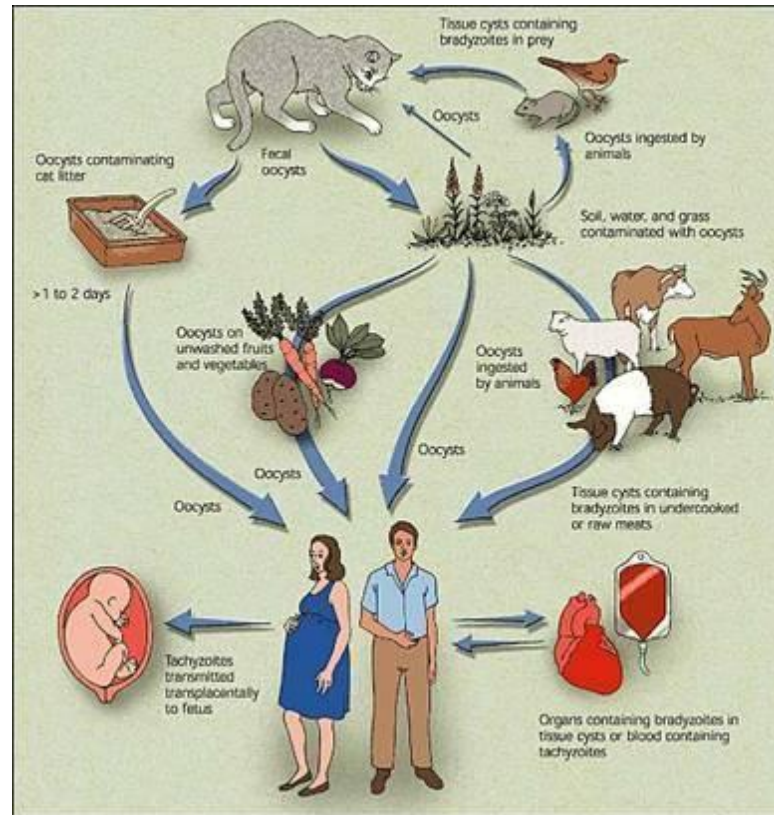 Tissue cysts containing
bradyzoites in prey
Oocysts
Oocysts ingested by
animals
Oocysts contaminating
cat litter
Fecal
oocysts
Soil, water, and grass
contaminated with oocysts
>1 to 2 days
Oocysts on
unwashed fruits
and vegetables
Oocysts
ingested
by animals
Oocysts
Oocysts
Oocysts
Tissue cysts containing
bradyzoites in undercooked
or raw meats
Tachyzoites
transmitted
transplacentally
to fetus
Organs containing bradyzoites in
tissue cysts or blood containing
tachyzoites